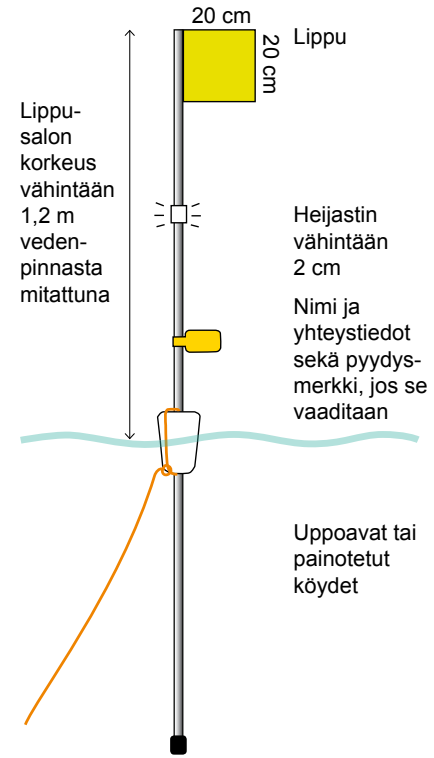 20 cm
20 cm
Lippu
Lippu-
salon
korkeus
vähintään
1,2 m
veden-
pinnasta
mitattuna
Heijastin
vähintään
2 cm
Nimi ja
yhteystiedot
sekä pyydys-
merkki, jos se
vaaditaan
Uppoavat tai
painotetut
köydet